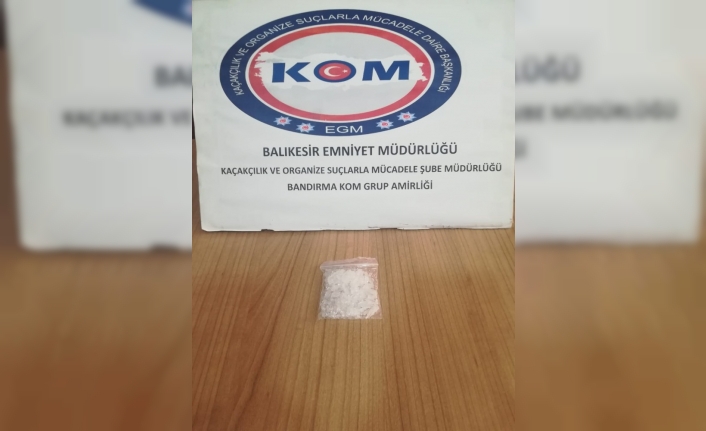 KAÇAKÇILIK VE ORGANİZE SUÇLARLA MÜCADELE DAİRE BAŞKANLIĞI
KOM
EGM
BALIKESİR EMNİYET MÜDÜRLÜĞÜ
KAÇAKÇILIK VE ORGANİZE SUÇLARLA MÜCADELE ŞUBE MÜDÜRLÜĞÜ
BANDIRMA KOM GRUP AMİRLİĞİ